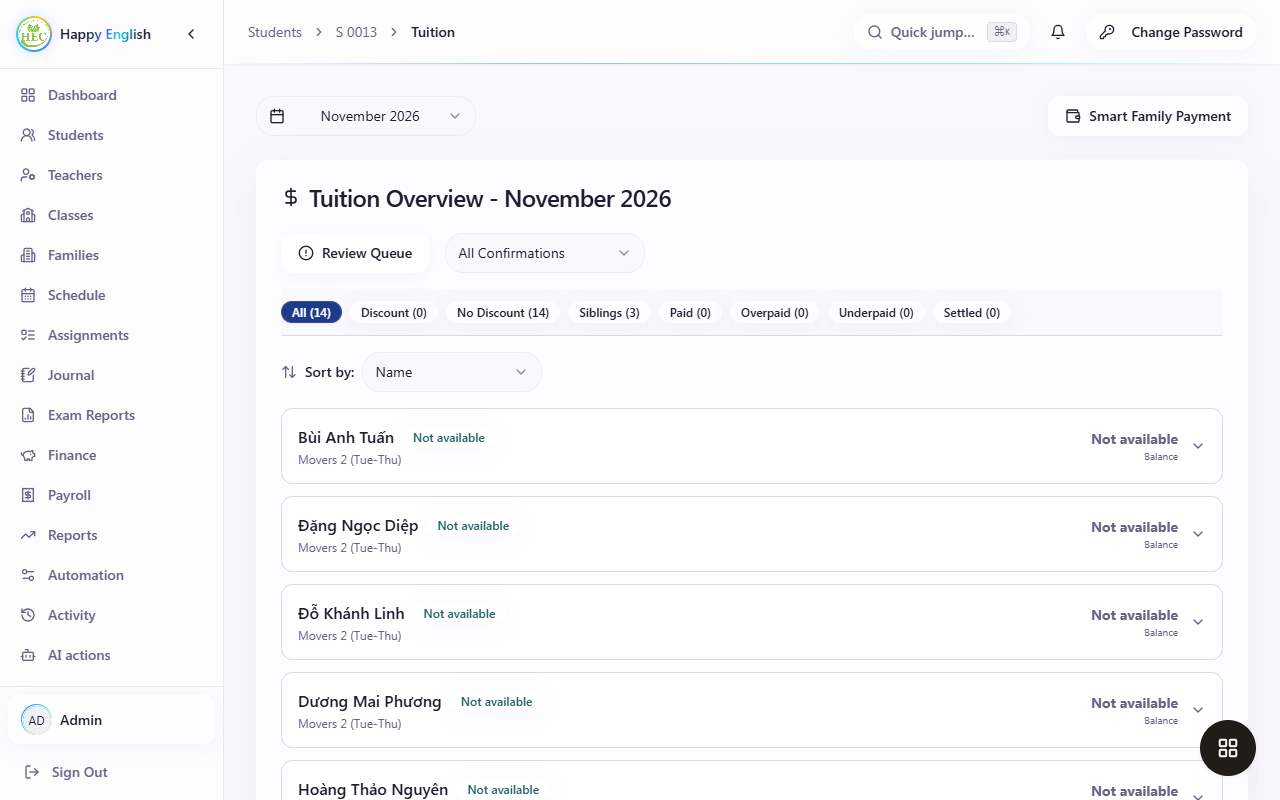 HEC
Happy English
Students
S 0013
Tuition
Quick jump...
⌘K
Change Password
Dashboard
Students
Teachers
Classes
Families
Schedule
Assignments
Journal
Exam Reports
Finance
Payroll
Reports
Automation
Activity
AI actions
AD
Admin
Sign Out
November 2026
Smart Family Payment
Tuition Overview - November 2026
Review Queue
All Confirmations
All (14)
Discount (0)
No Discount (14)
Siblings (3)
Paid (0)
Overpaid (0)
Underpaid (0)
Settled (0)
Sort by:
Name
Bùi Anh Tuấn
Not available
Movers 2 (Tue-Thu)
Not available
Balance
Đặng Ngọc Diệp
Not available
Movers 2 (Tue-Thu)
Not available
Balance
Đỗ Khánh Linh
Not available
Movers 2 (Tue-Thu)
Not available
Balance
Dương Mai Phương
Not available
Movers 2 (Tue-Thu)
Not available
Balance
Hoàng Thảo Nguyên
Not available
Not available